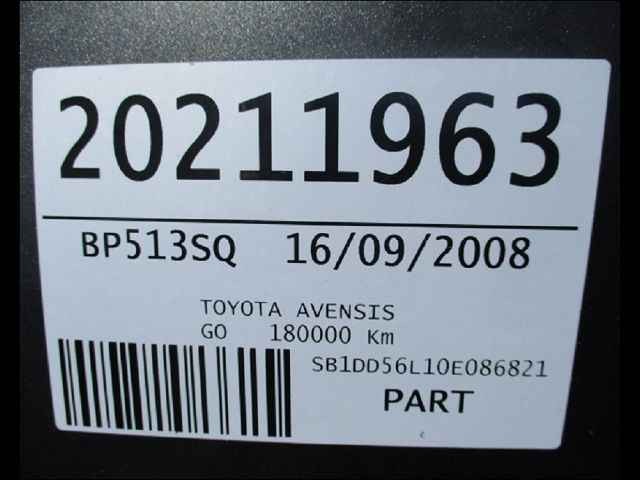 20211963
BP513SQ 16/09/2008
TOYOTA AVENSIS
GO 180000 Km
SB1DD56L10E086821
PART